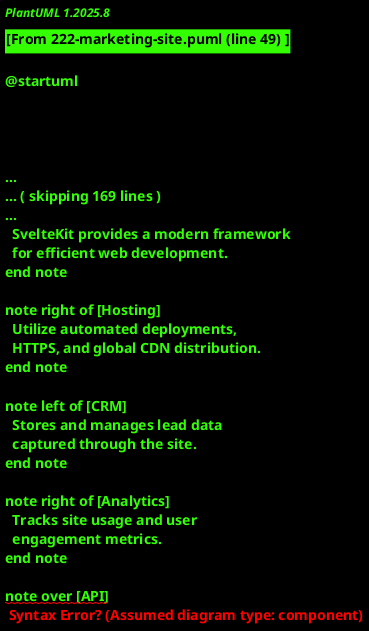 PlantUML 1.2025.8
[From 222-marketing-site.puml (line 49) ]
@startuml
...
... ( skipping 169 lines )
...
SvelteKit provides a modern framework
for efficient web development.
end note
note right of [Hosting]
Utilize automated deployments,
HTTPS, and global CDN distribution.
end note
note left of [CRM]
Stores and manages lead data
captured through the site.
end note
note right of [Analytics]
Tracks site usage and user
engagement metrics.
end note
note over [API]
Syntax Error? (Assumed diagram type: component)